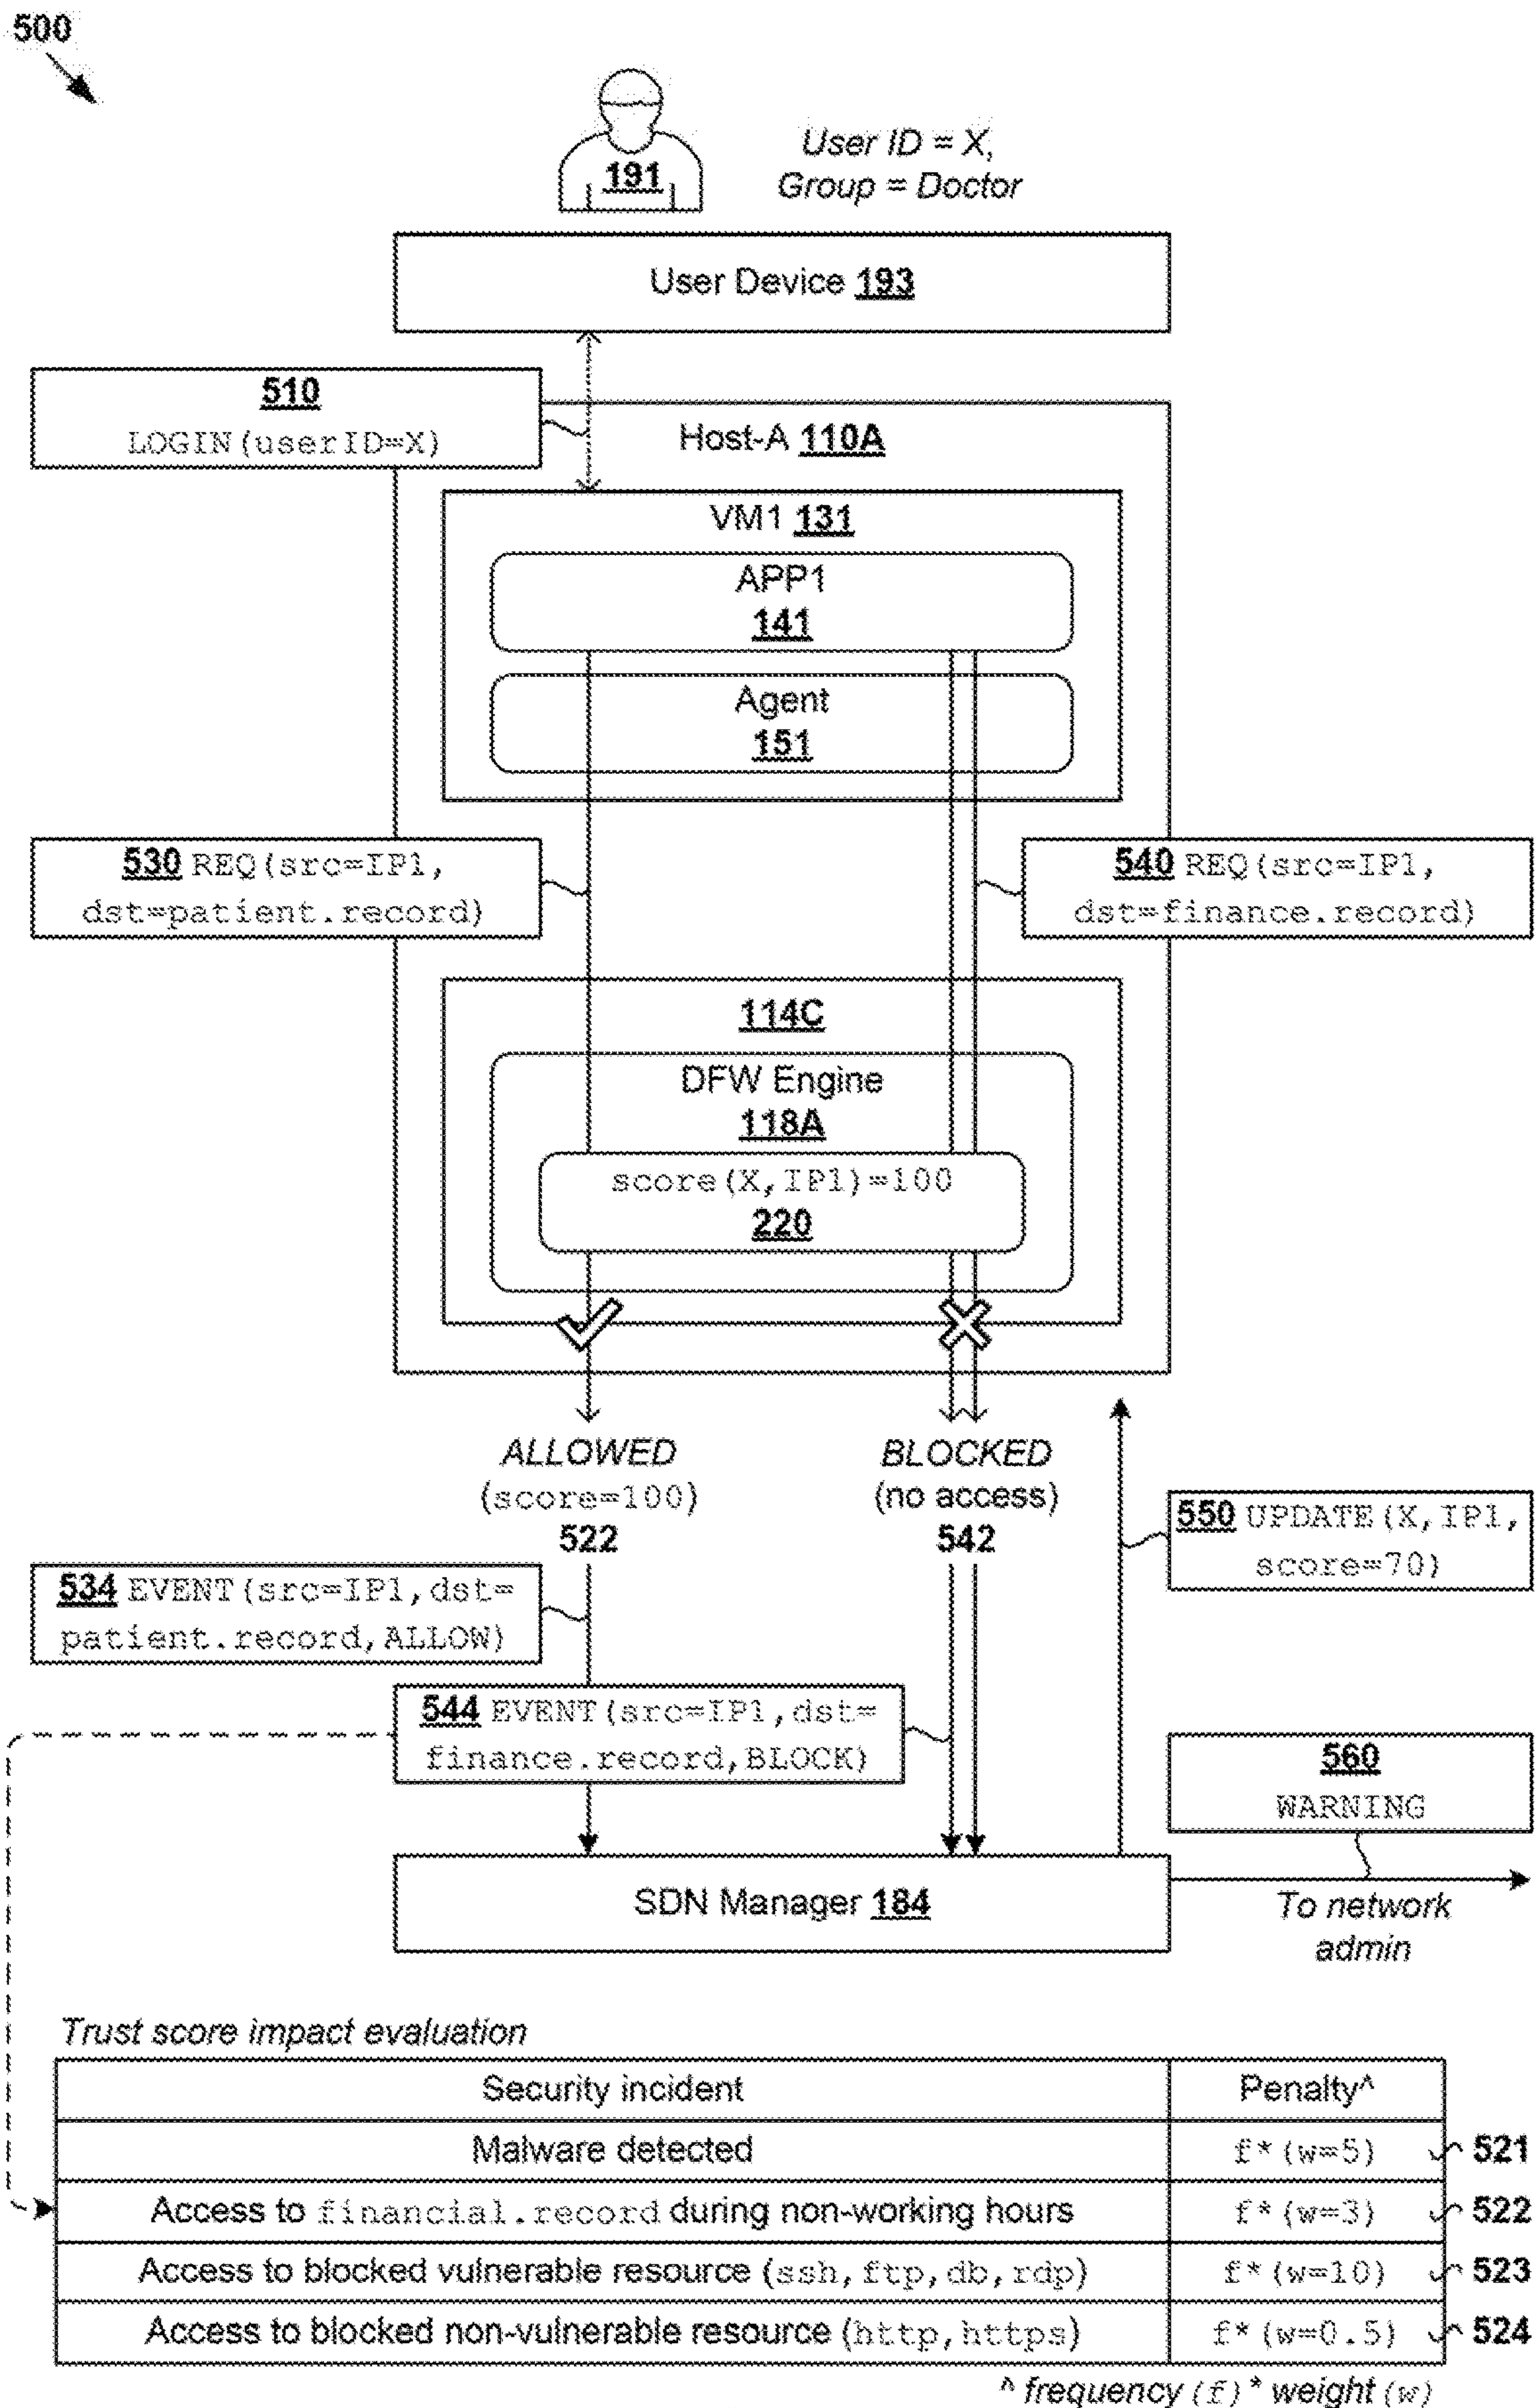 500
191
User ID = X,
Group = Doctor
User Device 193
510
LOGIN(userID=X)
Host-A 110A
VM1 131
APP1
141
Agent
151
530 REQ(src=IP1,
dst=patient.record)
540 REQ(src=IP1,
dst=finance.record)
114C
DFW Engine
118A
score(X,IP1)=100
220
ALLOWED
(score=100)
522
BLOCKED
(no access)
542
550 UPDATE(X,IP1,
score=70)
534 EVENT(src=IP1,dst=
patient.record,ALLOW)
544 EVENT(src=IP1,dst=
finance.record,BLOCK)
560
WARNING
SDN Manager 184
To network
admin
Trust score impact evaluation
Security incident Penalty^
Malware detected f*(w=5) 521
Access to financial.record during non-working hours f*(w=3) 522
Access to blocked vulnerable resource (ssh,ftp,db,rdp) f*(w=10) 523
Access to blocked non-vulnerable resource (http,https) f*(w=0.5) 524
^ frequency (f) * weight (w)